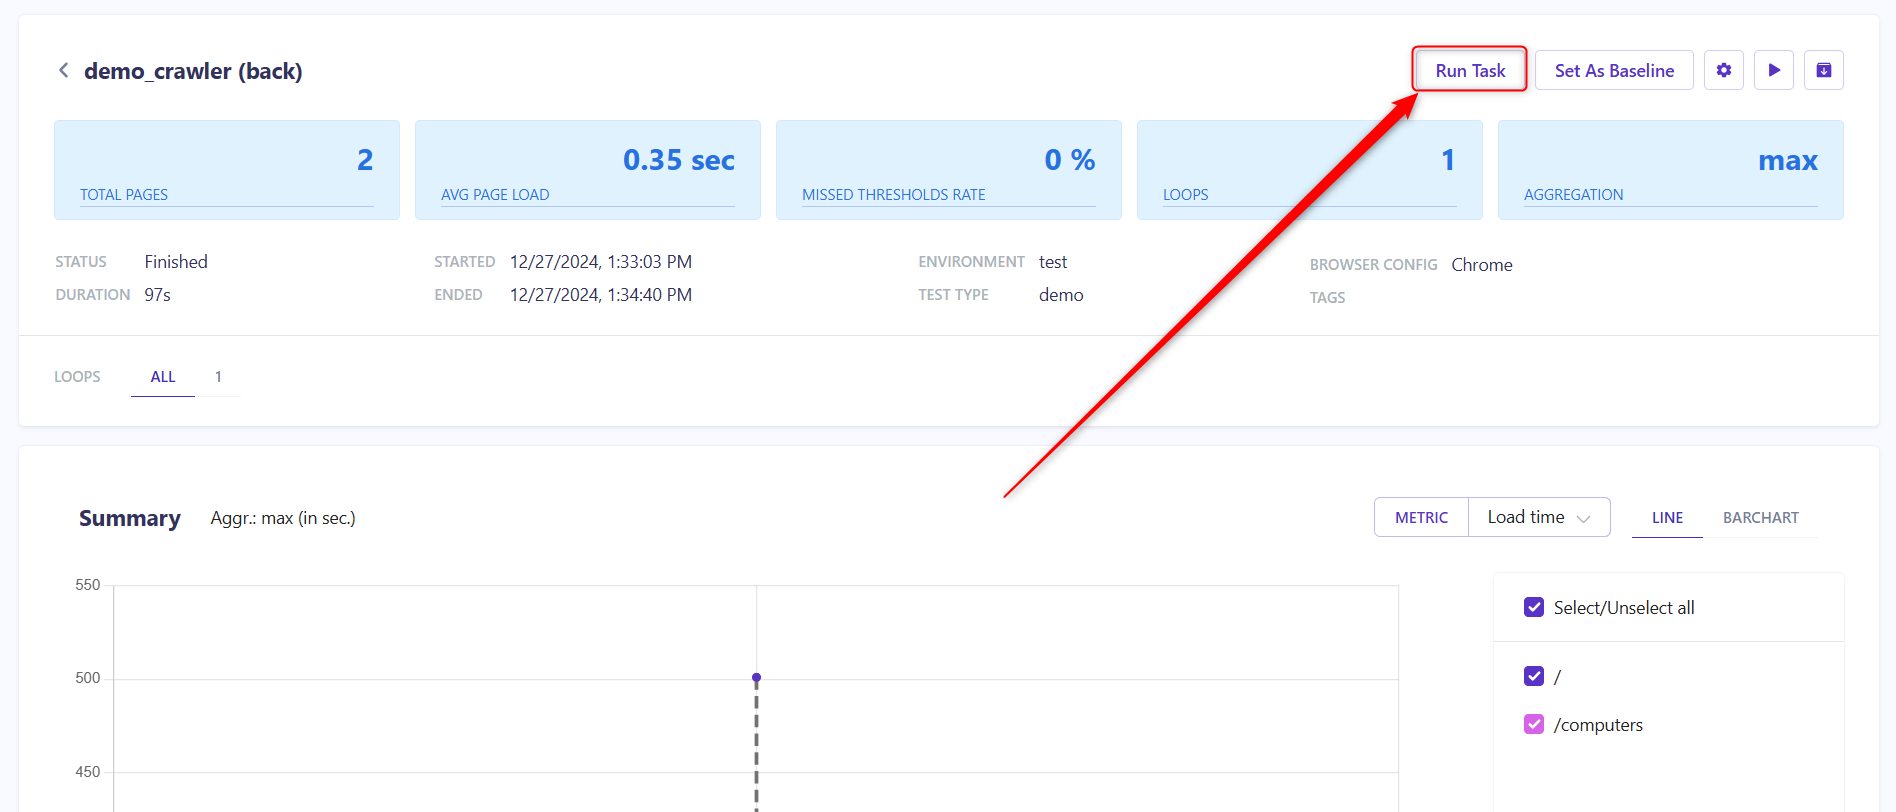 demo_crawler (back)
Run Task
Set As Baseline
2
TOTAL PAGES
0.35 sec
AVG PAGE LOAD
0 %
MISSED THRESHOLDS RATE
1
LOOPS
max
AGGREGATION
STATUS Finished
DURATION 97s
STARTED 12/27/2024, 1:33:03 PM
ENDED 12/27/2024, 1:34:40 PM
ENVIRONMENT test
TEST TYPE demo
BROWSER CONFIG Chrome
TAGS
LOOPS ALL 1
Summary Aggr.: max (in sec.)
METRIC Load time
LINE BARCHART
550
500
450
Select/Unselect all
/
/computers